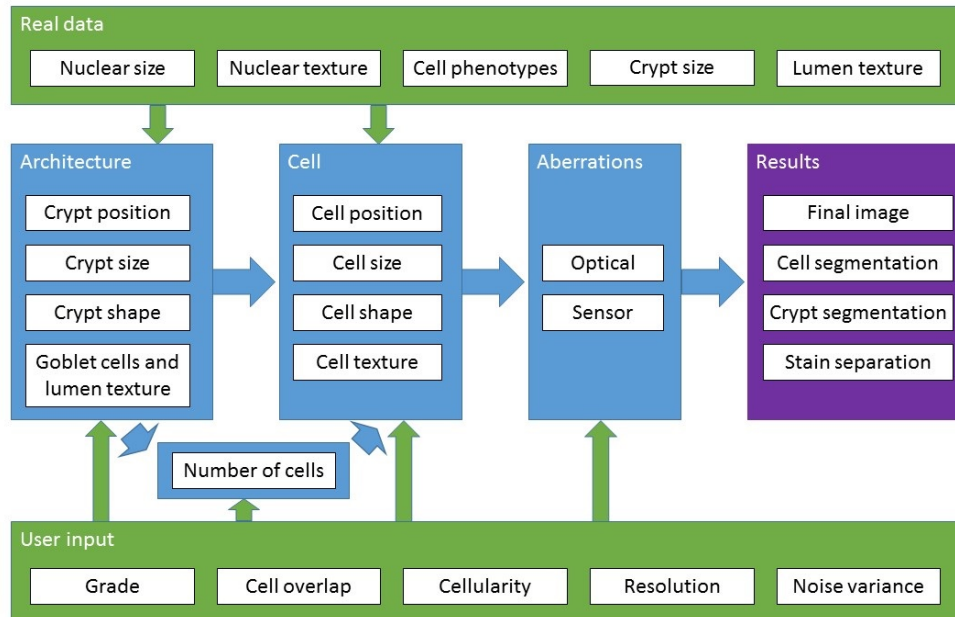 Real data
Nuclear size
Nuclear texture
Cell phenotypes
Crypt size
Lumen texture
Architecture
Crypt position
Crypt size
Crypt shape
Goblet cells and
lumen texture
Cell
Cell position
Cell size
Cell shape
Cell texture
Aberrations
Optical
Sensor
Results
Final image
Cell segmentation
Crypt segmentation
Stain separation
Number of cells
User input
Grade
Cell overlap
Cellularity
Resolution
Noise variance